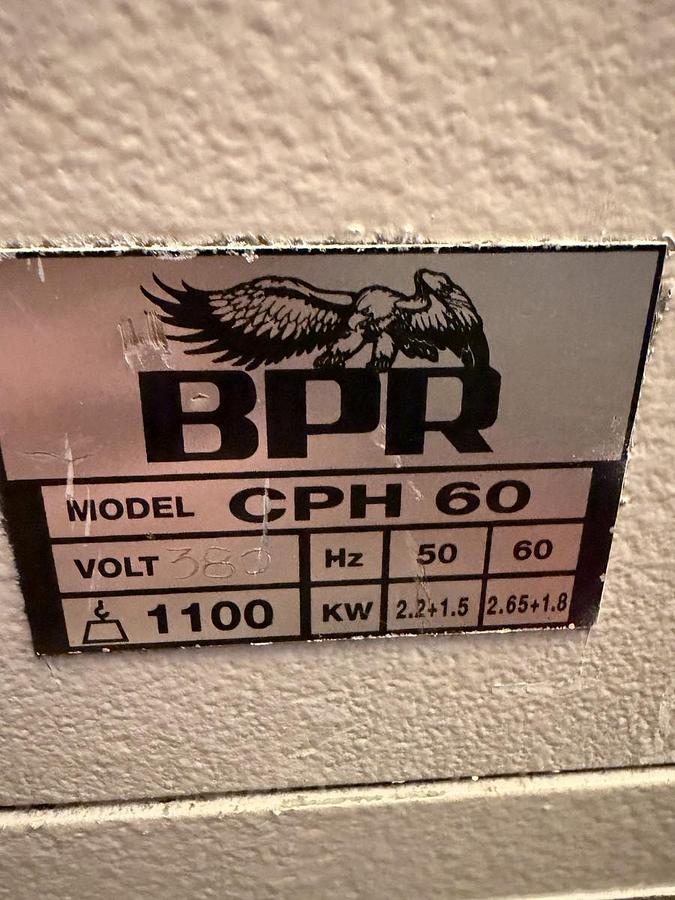 BPR
MODEL CPH 60
VOLT 380 Hz 50 60
1100 KW 2.2+1.5 2.65+1.8